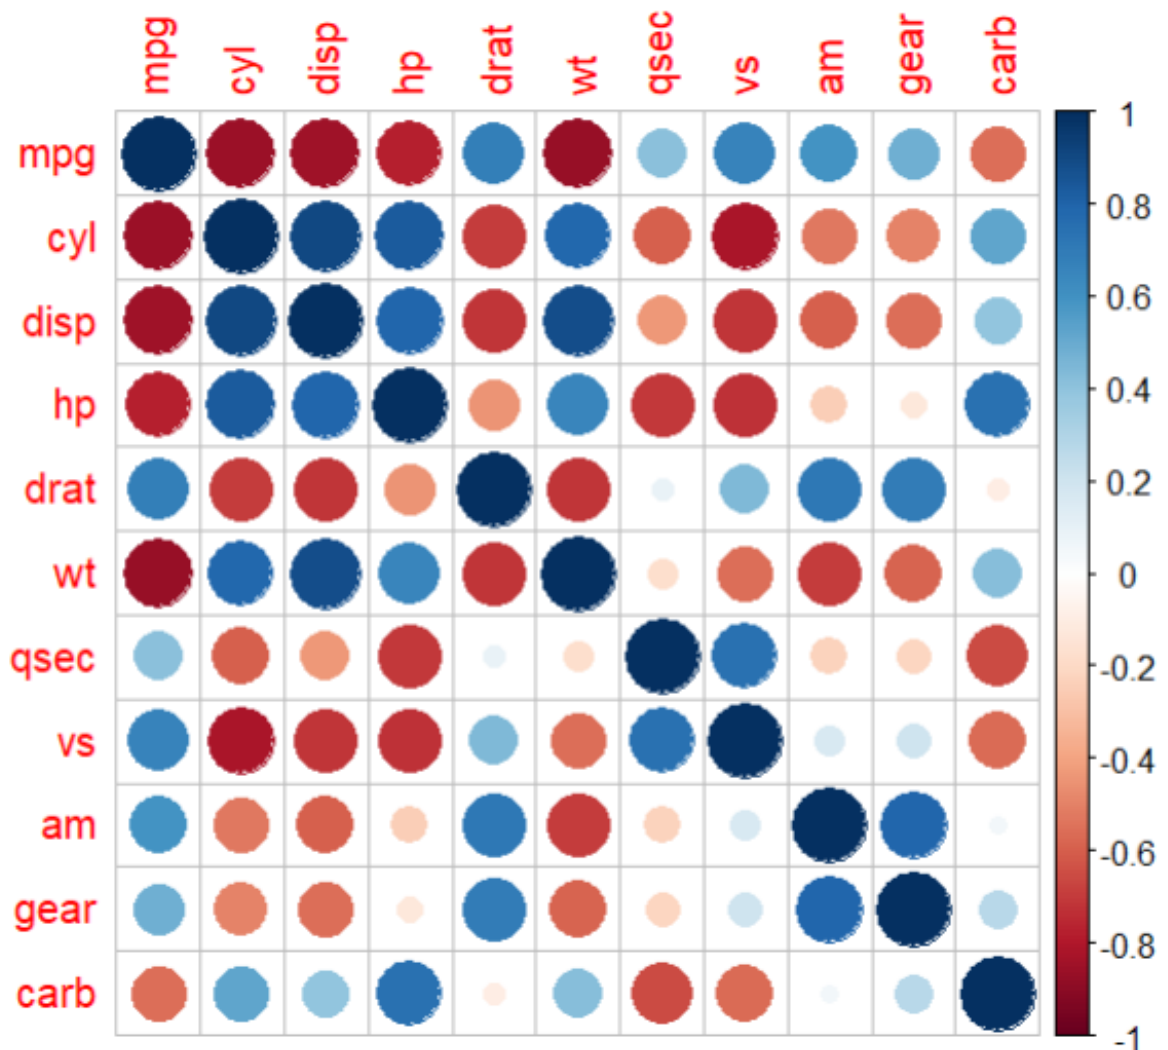 mpg cyl disp hp drat wt qsec vs am gear carb
mpg
cyl
disp
hp
drat
wt
qsec
vs
am
gear
carb
1
0.8
0.6
0.4
0.2
0
-0.2
-0.4
-0.6
-0.8
-1